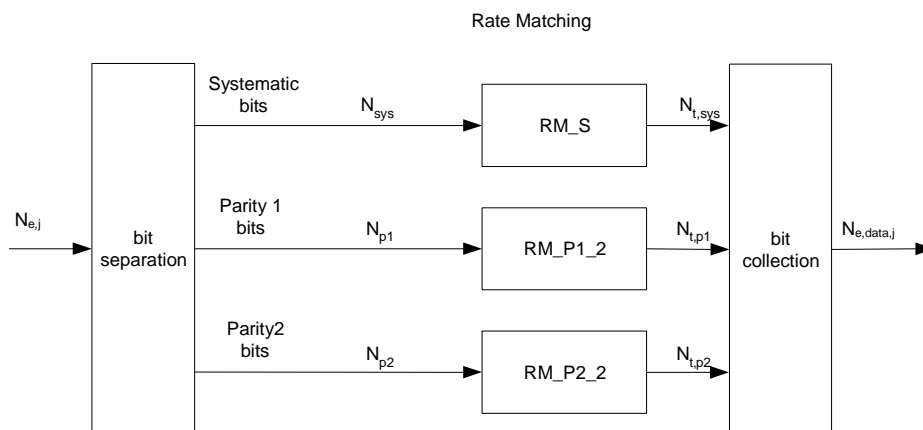 Rate Matching
Systematic
bits
N_sys
RM_S
N_t,sys
N_e,j
bit
separation
Parity 1
bits
N_p1
RM_P1_2
N_t,p1
bit
collection
N_e,data,j
Parity2
bits
N_p2
RM_P2_2
N_t,p2